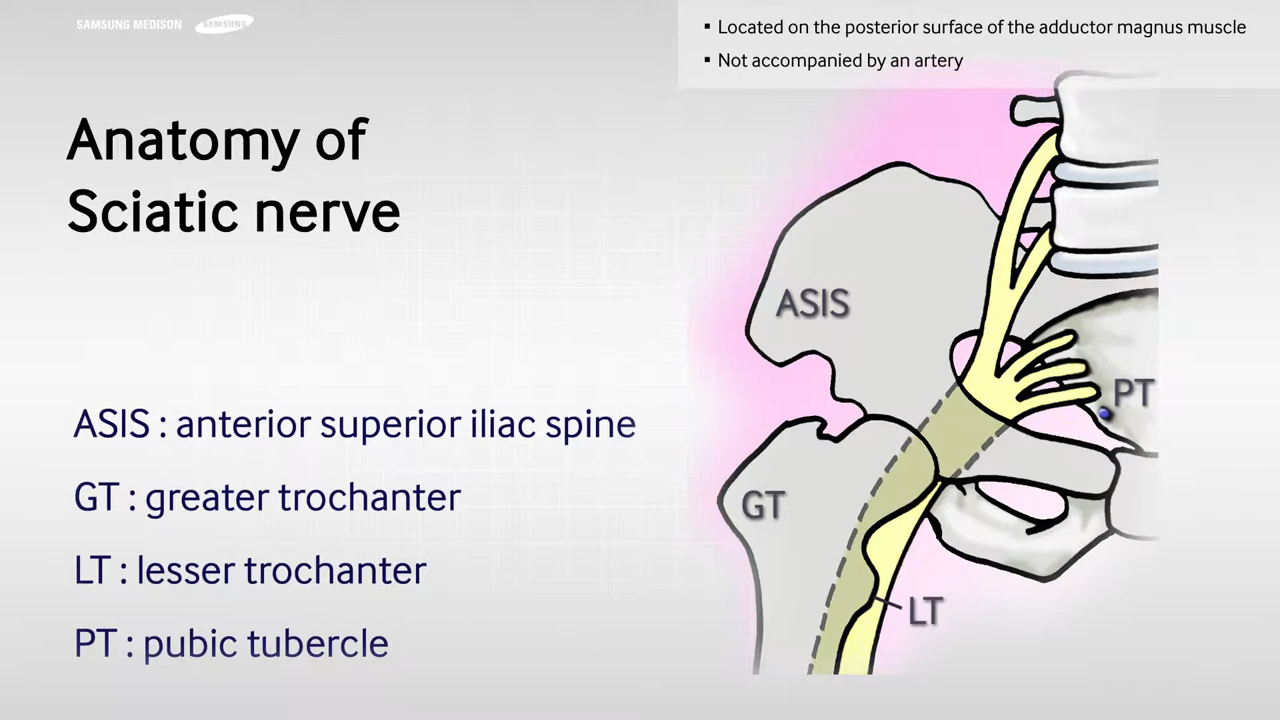 SAMSUNG MEDISON SAMSUNG
▪ Located on the posterior surface of the adductor magnus muscle
▪ Not accompanied by an artery
Anatomy of
Sciatic nerve
ASIS
PT
GT
LT
ASIS : anterior superior iliac spine
GT : greater trochanter
LT : lesser trochanter
PT : pubic tubercle